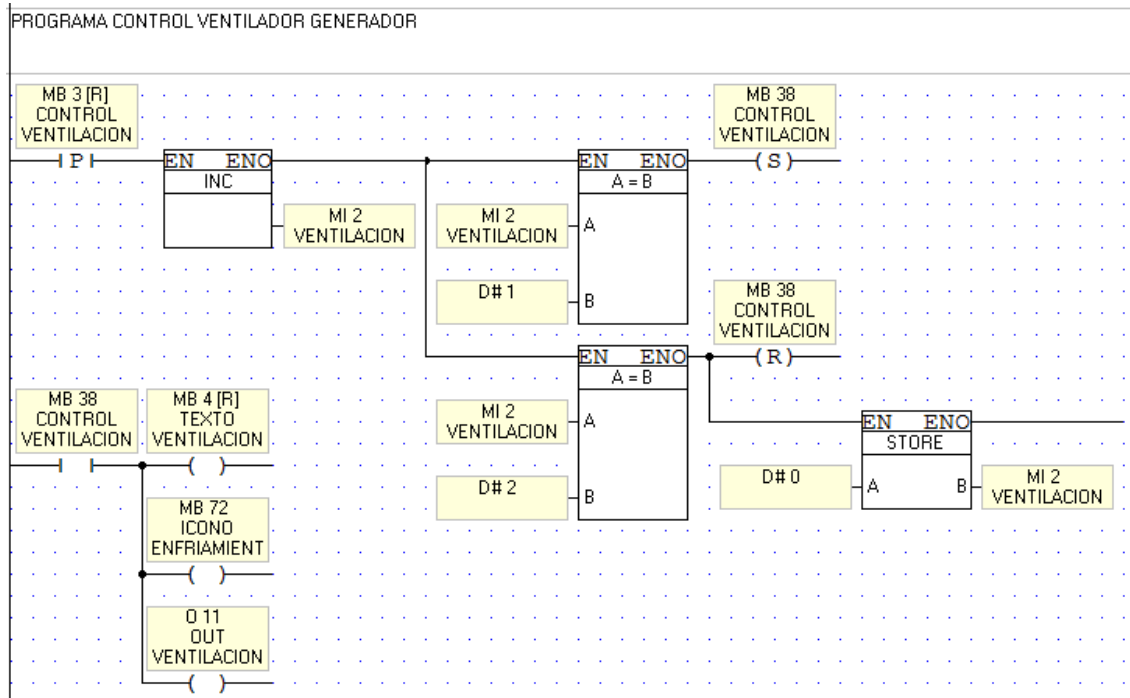 PROGRAMA CONTROL VENTILADOR GENERADOR
MB 3 [R]
CONTROL
VENTILACION
P
EN ENO
INC
MI 2
VENTILACION
EN ENO
A = B
MI 2
VENTILACION
A
D# 1
B
MB 38
CONTROL
VENTILACION
(S)
EN ENO
A = B
MI 2
VENTILACION
A
D# 2
B
MB 38
CONTROL
VENTILACION
(R)
EN ENO
STORE
D# 0
A B
MI 2
VENTILACION
MB 38
CONTROL
VENTILACION
MB 4 [R]
TEXTO
VENTILACION
( )
MB 72
ICONO
ENFRIAMIENT
( )
O 11
OUT
VENTILACION
( )